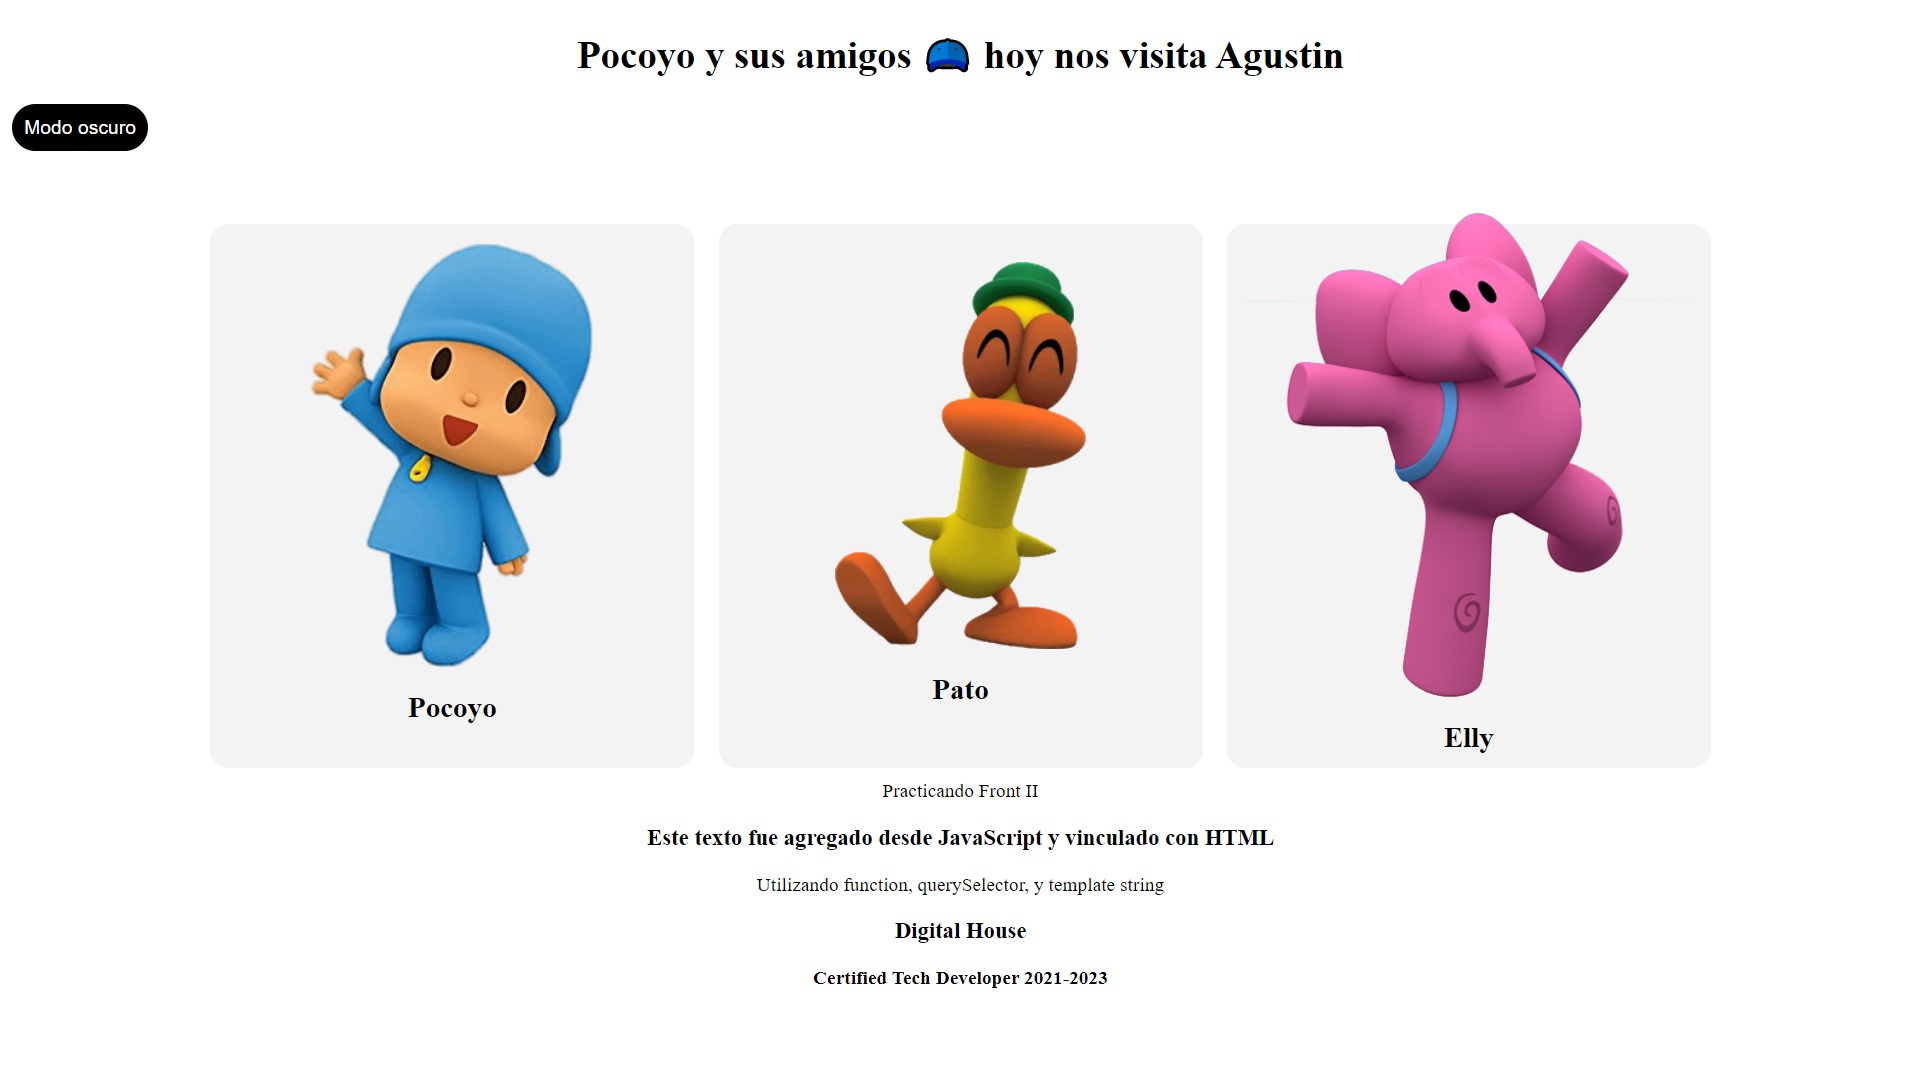 Pocoyo y sus amigos 🧢 hoy nos visita Agustin
Modo oscuro
Pocoyo
Pato
Elly
Practicando Front II
Este texto fue agregado desde JavaScript y vinculado con HTML
Utilizando function, querySelector, y template string
Digital House
Certified Tech Developer 2021-2023